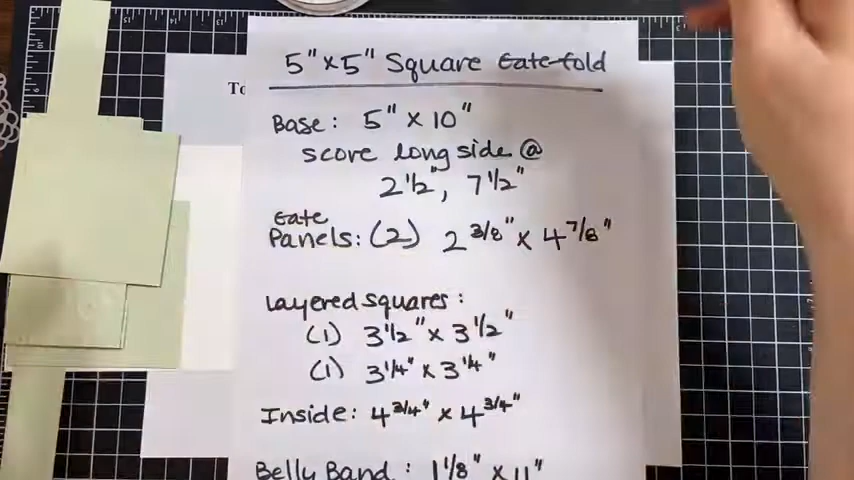 5" x 5" Square Gate fold
To
Base: 5" x 10"
score long side @
2 1/2", 7 1/2"
Gate
Panels: (2) 2 3/8" x 4 7/8"
Layered squares:
(1) 3 1/2" x 3 1/2"
(1) 3 1/4" x 3 1/4"
Inside: 4 3/4" x 4 3/4"
Belly Band: 1 1/8" x 11"